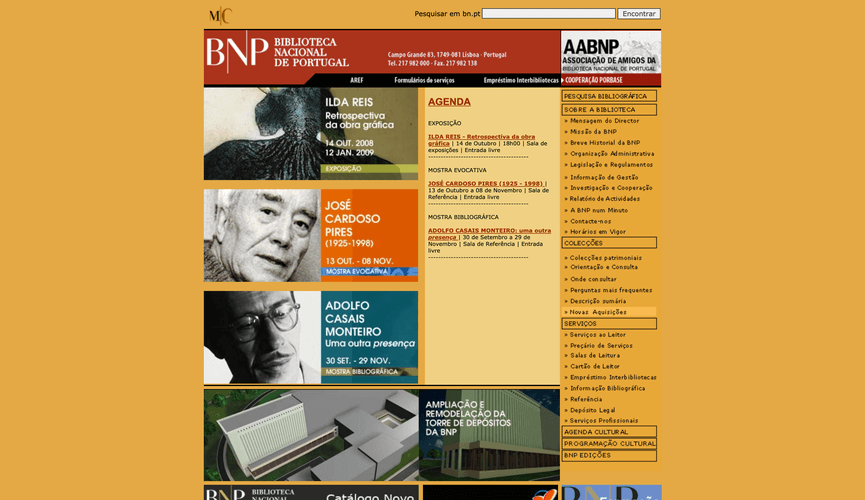 M|C
Pesquisar em bn.pt
Encontrar
BNP BIBLIOTECA
NACIONAL
DE PORTUGAL
Campo Grande 83, 1749-081 Lisboa · Portugal
Tel. 217 982 000 · Fax. 217 982 138
AABNP
ASSOCIAÇÃO DE AMIGOS DA
BIBLIOTECA NACIONAL DE PORTUGAL
AREF
Formulários de serviços
Empréstimo Interbibliotecas
COOPERAÇÃO PORBASE
ILDA REIS
Retrospectiva
da obra gráfica
14 OUT. 2008
12 JAN. 2009
EXPOSIÇÃO
JOSÉ
CARDOSO
PIRES
(1925-1998)
13 OUT. - 08 NOV.
MOSTRA EVOCATIVA
ADOLFO
CASAIS
MONTEIRO
Uma outra presença
30 SET. - 29 NOV.
MOSTRA BIBLIOGRÁFICA
AGENDA
EXPOSIÇÃO
ILDA REIS - Retrospectiva da obra
gráfica | 14 de Outubro | 18h00 | Sala de
exposições | Entrada livre
MOSTRA EVOCATIVA
JOSÉ CARDOSO PIRES (1925 - 1998) |
13 de Outubro a 08 de Novembro | Sala de
Referência | Entrada livre
MOSTRA BIBLIOGRÁFICA
ADOLFO CASAIS MONTEIRO: uma outra
presença | 30 de Setembro a 29 de
Novembro | Sala de Referência | Entrada
livre
PESQUISA BIBLIOGRÁFICA
SOBRE A BIBLIOTECA
» Mensagem do Director
» Missão da BNP
» Breve Historial da BNP
» Organização Administrativa
» Legislação e Regulamentos
» Informação de Gestão
» Investigação e Cooperação
» Relatório de Actividades
» A BNP num Minuto
» Contacte-nos
» Horários em Vigor
COLECÇÕES
» Colecções patrimoniais
» Orientação e Consulta
» Onde consultar
» Perguntas mais frequentes
» Descrição sumária
» Novas Aquisições
SERVIÇOS
» Serviços ao Leitor
» Preçário de Serviços
» Salas de Leitura
» Cartão de Leitor
» Empréstimo Interbibliotecas
» Informação Bibliográfica
» Referência
» Depósito Legal
» Serviços Profissionais
AGENDA CULTURAL
PROGRAMAÇÃO CULTURAL
BNP EDIÇÕES
AMPLIAÇÃO E
REMODELAÇÃO DA
TORRE DE DEPÓSITOS
DA BNP
BNP BIBLIOTECA
NACIONAL
Catálogo Novo